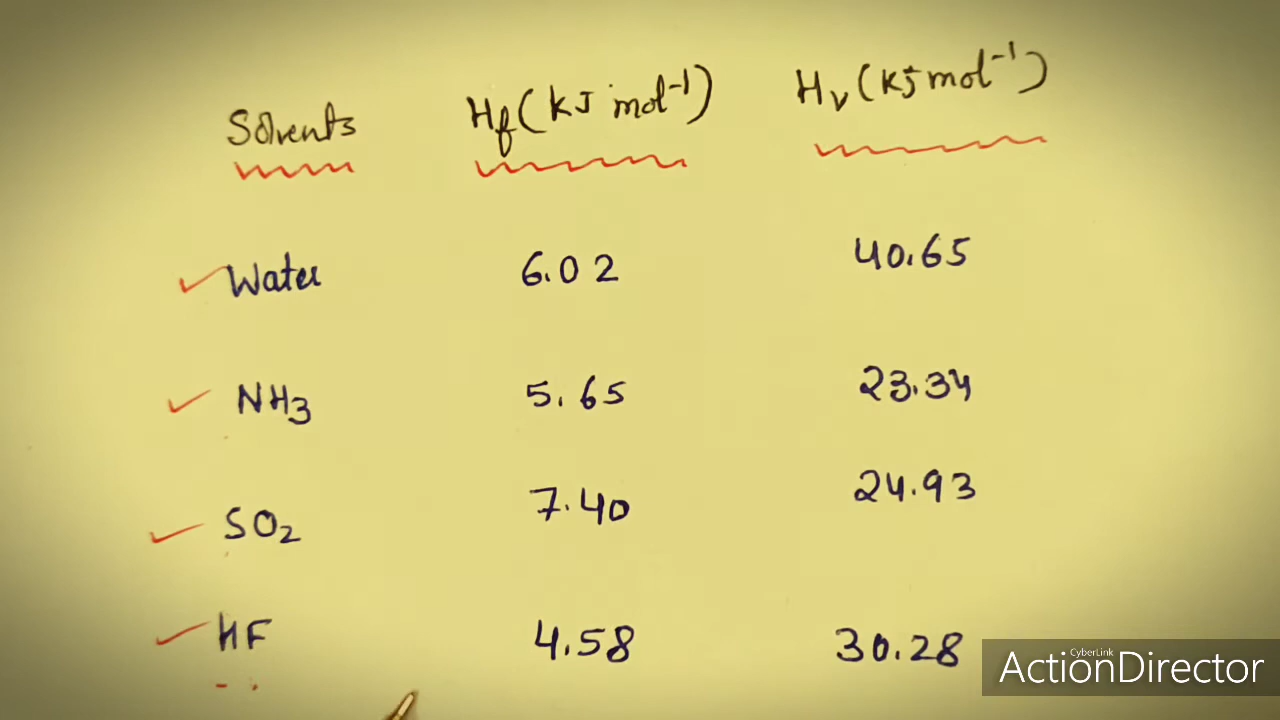 Solvents Hf (kJ mol⁻¹) Hv (kJ mol⁻¹)
Water 6.02 40.65
NH3 5.65 23.34
SO2 7.40 24.93
HF 4.58 30.28
CyberLink
ActionDirector